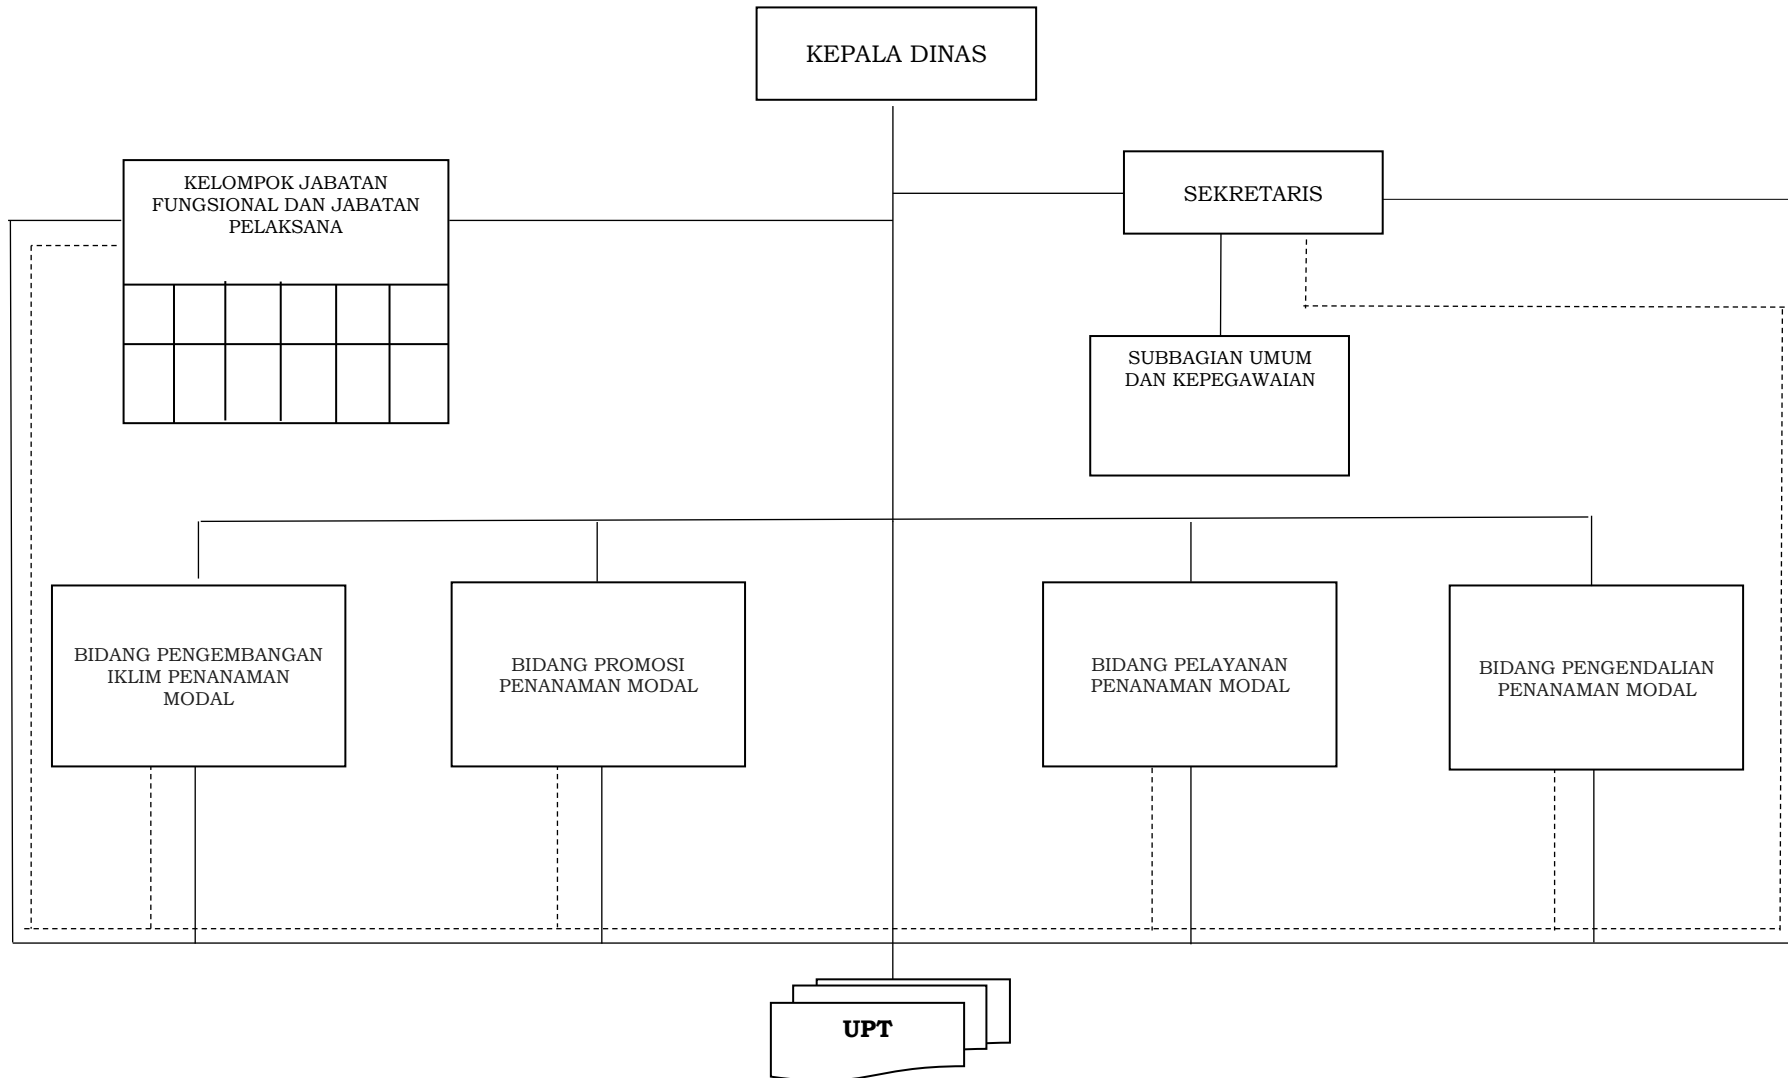 KEPALA DINAS
KELOMPOK JABATAN
FUNGSIONAL DAN JABATAN
PELAKSANA
SEKRETARIS
SUBBAGIAN UMUM
DAN KEPEGAWAIAN
BIDANG PENGEMBANGAN
IKLIM PENANAMAN
MODAL
BIDANG PROMOSI
PENANAMAN MODAL
BIDANG PELAYANAN
PENANAMAN MODAL
BIDANG PENGENDALIAN
PENANAMAN MODAL
UPT